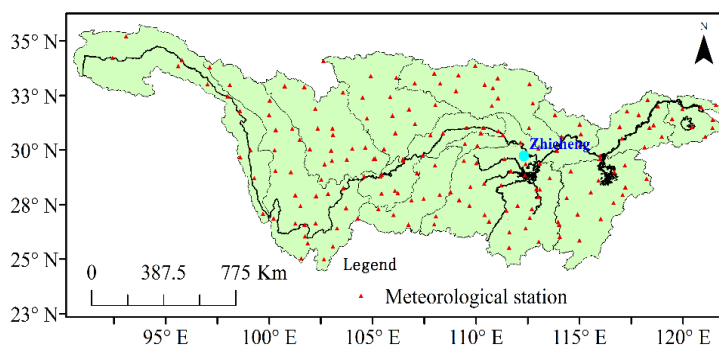 35° N
33° N
30° N
28° N
25° N
23° N
N
Zhicheng
0 387.5 775 Km
Legend
Meteorological station
95° E 100° E 105° E 110° E 115° E 120° E